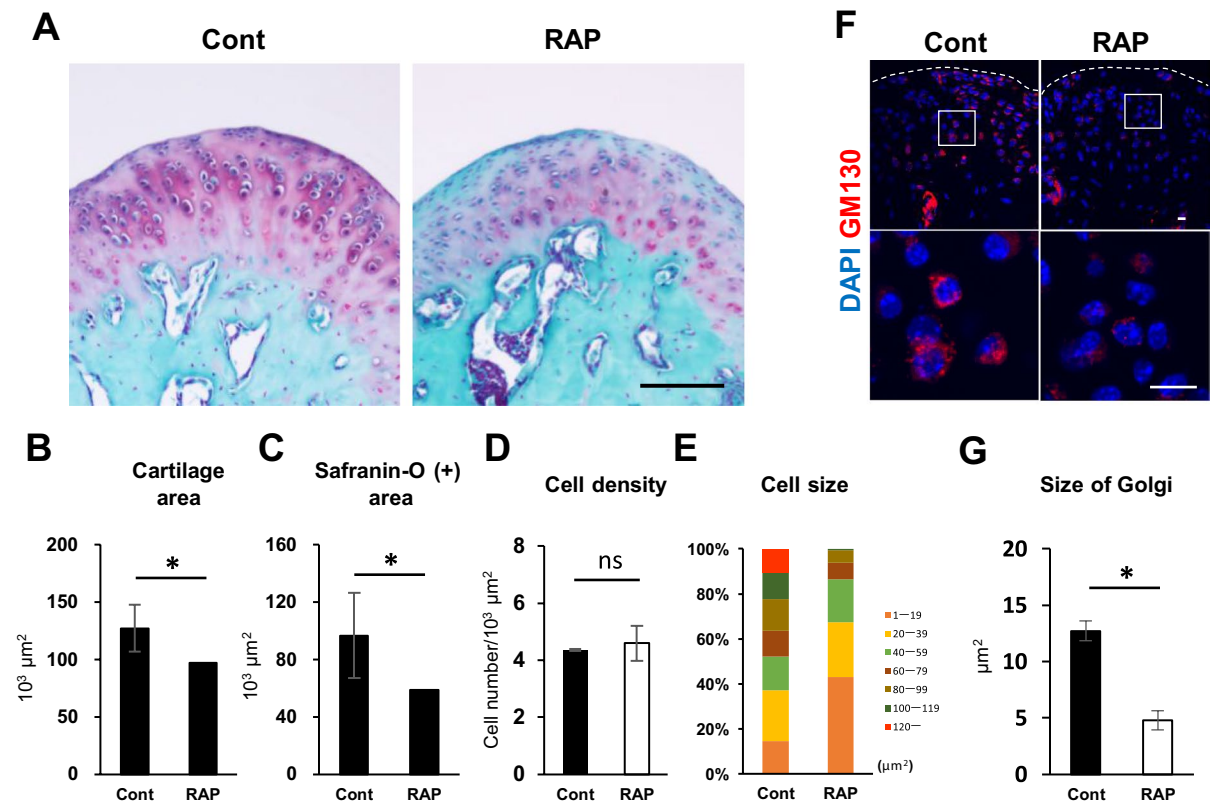 A
Cont
RAP
F
Cont
RAP
DAPI GM130
B
Cartilage
area
10³ µm²
200
150
100
50
0
*
Cont
RAP
C
Safranin-O (+)
area
10³ µm²
160
120
80
40
0
*
Cont
RAP
D
Cell density
Cell number/10³ µm²
8
6
4
2
0
ns
Cont
RAP
E
Cell size
100%
80%
60%
40%
20%
0%
Cont
RAP
1—19
20—39
40—59
60—79
80—99
100—119
120—
(µm²)
G
Size of Golgi
µm²
20
15
10
5
0
*
Cont
RAP